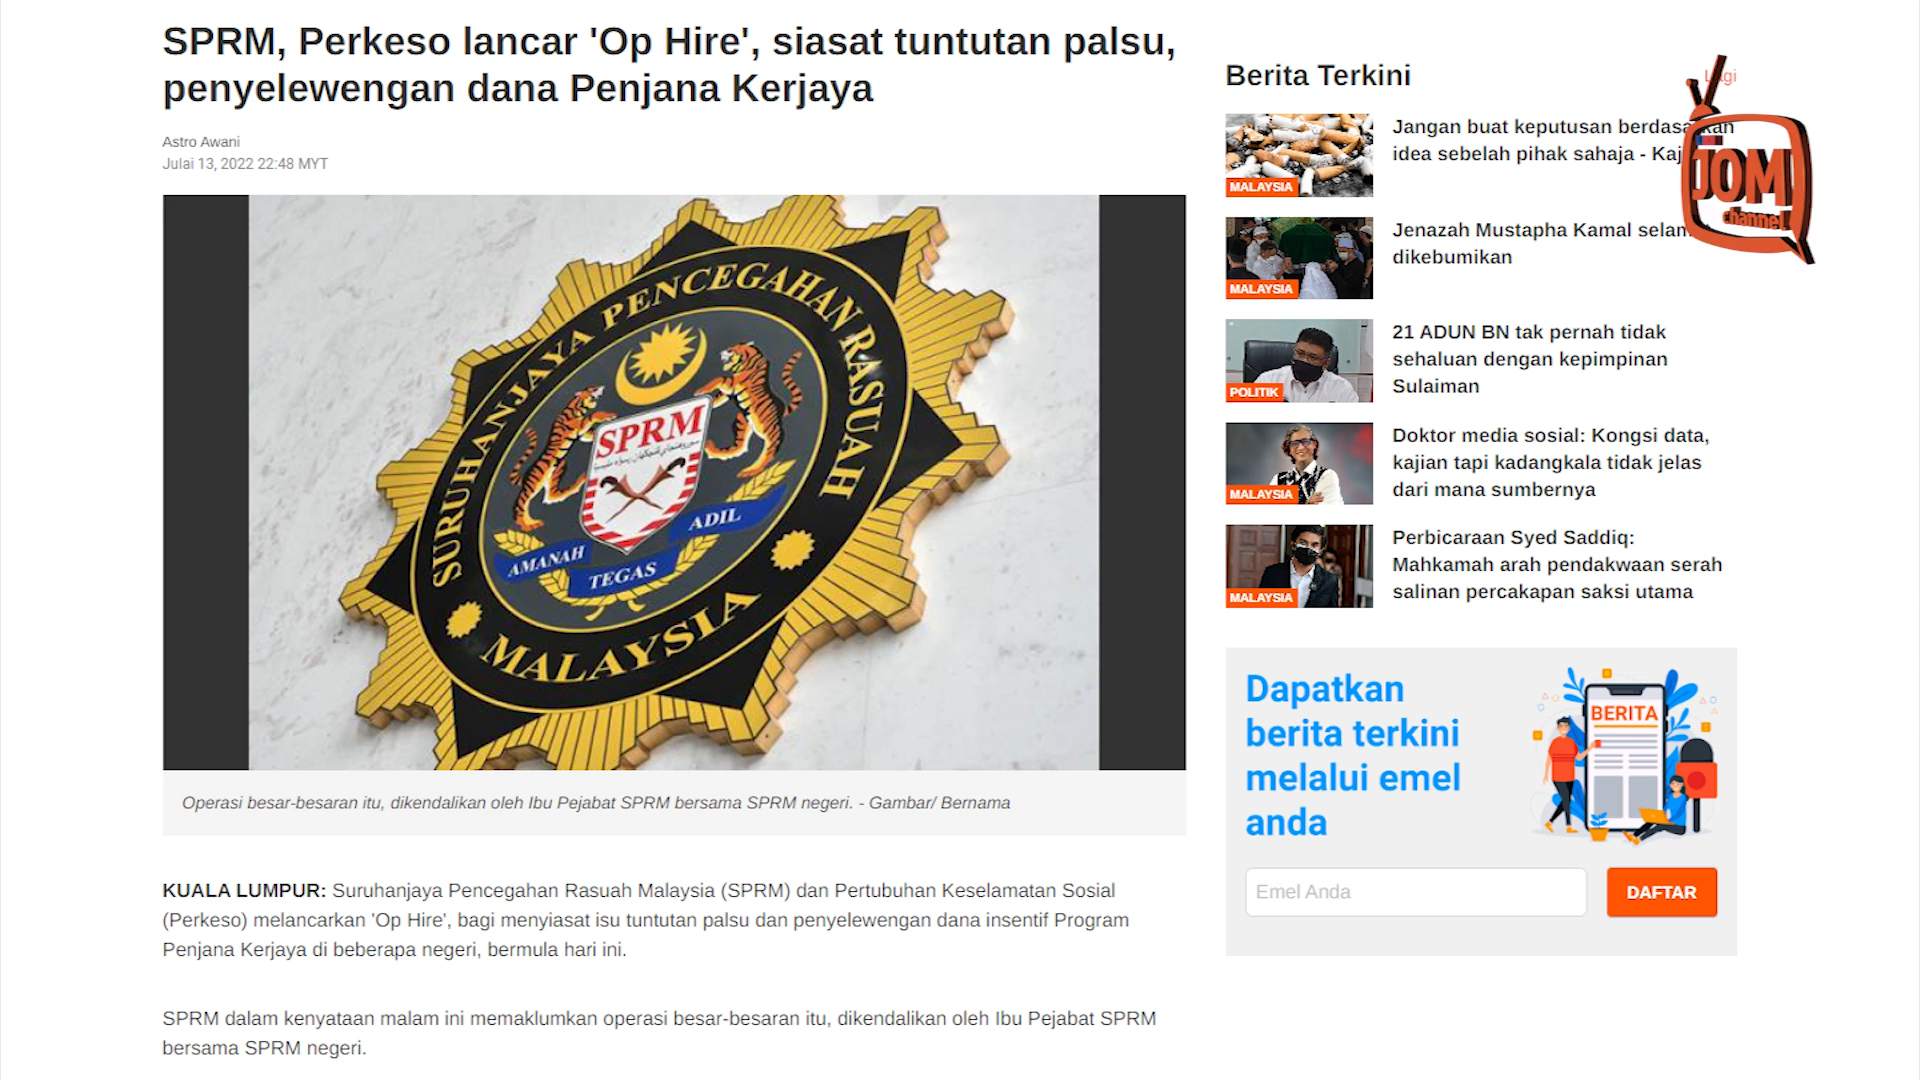 SPRM, Perkeso lancar 'Op Hire', siasat tuntutan palsu,
penyelewengan dana Penjana Kerjaya
Astro Awani
Julai 13, 2022 22:48 MYT
SURUHANJAYA PENCEGAHAN RASUAH
SPRM
AMANAH
TEGAS
ADIL
MALAYSIA
Operasi besar-besaran itu, dikendalikan oleh Ibu Pejabat SPRM bersama SPRM negeri. - Gambar/ Bernama
KUALA LUMPUR: Suruhanjaya Pencegahan Rasuah Malaysia (SPRM) dan Pertubuhan Keselamatan Sosial
(Perkeso) melancarkan 'Op Hire', bagi menyiasat isu tuntutan palsu dan penyelewengan dana insentif Program
Penjana Kerjaya di beberapa negeri, bermula hari ini.
SPRM dalam kenyataan malam ini memaklumkan operasi besar-besaran itu, dikendalikan oleh Ibu Pejabat SPRM
bersama SPRM negeri.
Berita Terkini
JOM
channel
Jangan buat keputusan
idea sebelah pihak sahaja -
MALAYSIA
Jenazah Mustapha Kamal
dikebumikan
MALAYSIA
21 ADUN BN tak pernah tidak
sehaluan dengan kepimpinan
Sulaiman
POLITIK
Doktor media sosial: Kongsi data,
kajian tapi kadangkala tidak jelas
dari mana sumbernya
MALAYSIA
Perbicaraan Syed Saddiq:
Mahkamah arah pendakwaan serah
salinan percakapan saksi utama
MALAYSIA
Dapatkan
berita terkini
melalui emel
anda
BERITA
Emel Anda
DAFTAR